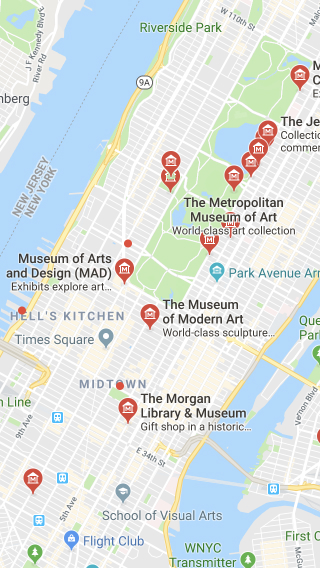 Riverside Park
W 110th St
J F Kennedy Blvd
River Rd
nberg
9A
M
C
E
The Je
Collectio
commen
NEW JERSEY
NEW YORK
The Metropolitan
Museum of Art
World-class art collection
Museum of Arts
and Design (MAD)
Exhibits explore art...
Park Avenue Arm
The Museum
of Modern Art
World-class sculpture...
HELL'S KITCHEN
Times Square
Que
P
MIDTOWN
n Line
The Morgan
Library & Museum
Gift shop in a historic...
Vernon Blvd
9th Ave
E 34th St
5th Ave
School of Visual Arts
Flight Club
WNYC
Transmitter
First C